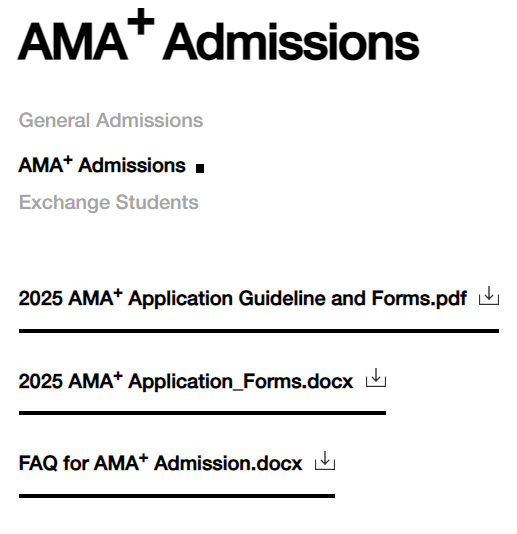 AMA⁺ Admissions
General Admissions
AMA⁺ Admissions
Exchange Students
2025 AMA⁺ Application Guideline and Forms.pdf
2025 AMA⁺ Application_Forms.docx
FAQ for AMA⁺ Admission.docx